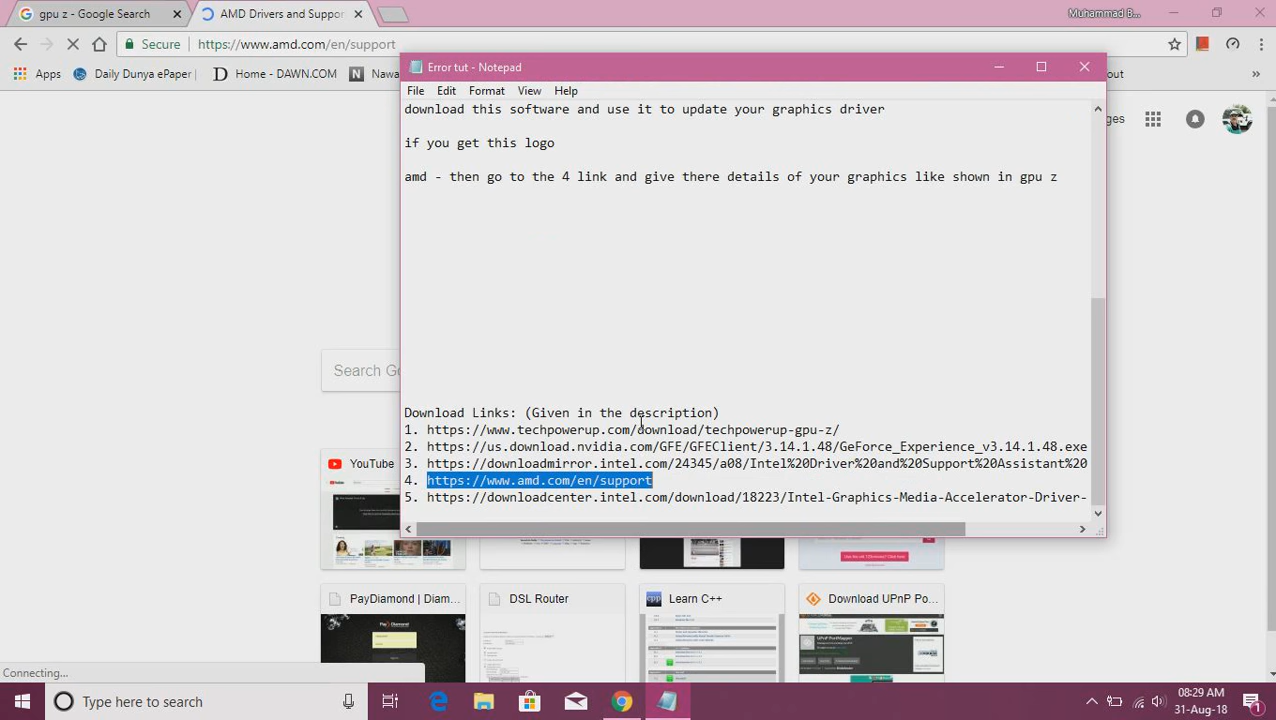 gpu z - Google Search
AMD Drivers and Suppor
Muhammad B...
Secure
https://www.amd.com/en/support
Apps
Daily Dunya ePaper
Home - DAWN.COM
Nawa
out
Error tut - Notepad
File Edit Format View Help
download this software and use it to update your graphics driver
if you get this logo
amd - then go to the 4 link and give there details of your graphics like shown in gpu z
ges
Search Go
Download Links: (Given in the description)
1. https://www.techpowerup.com/download/techpowerup-gpu-z/
2. https://us.download.nvidia.com/GFE/GFEClient/3.14.1.48/GeForce_Experience_v3.14.1.48.exe
3. https://downloadmirror.intel.com/24345/a08/Intel%20Driver%20and%20Support%20Assistant%20
4. https://www.amd.com/en/support
5. https://downloadcenter.intel.com/download/18223/Intel-Graphics-Media-Accelerator-Driver-
YouTube
PayDiamond | Diam...
DSL Router
Learn C++
Download UPnP Po...
Connecting...
Type here to search
08:29 AM
31-Aug-18
1